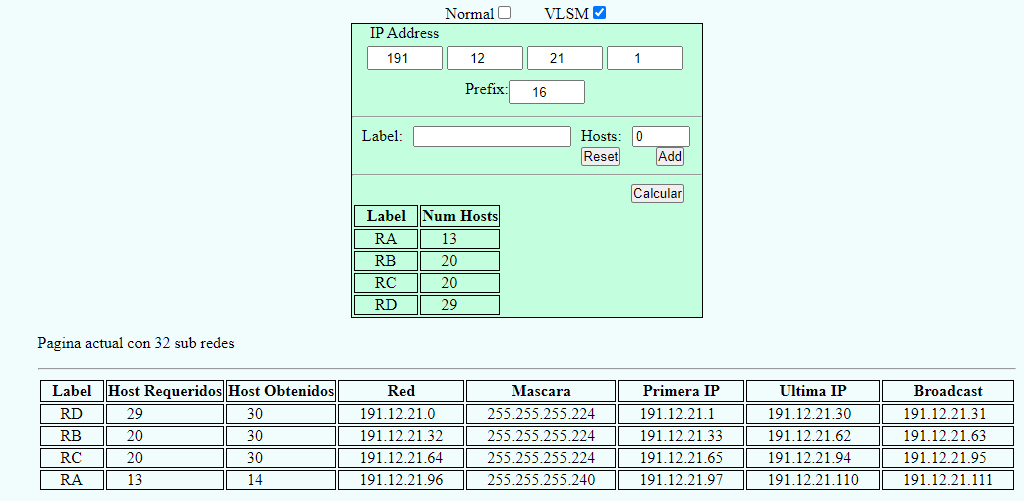 Normal VLSM
IP Address
191 12 21 1
Prefix: 16
Label: Hosts: 0
Reset Add
Calcular
Label Num Hosts
RA 13
RB 20
RC 20
RD 29
Pagina actual con 32 sub redes
Label Host Requeridos Host Obtenidos Red Mascara Primera IP Ultima IP Broadcast
RD 29 30 191.12.21.0 255.255.255.224 191.12.21.1 191.12.21.30 191.12.21.31
RB 20 30 191.12.21.32 255.255.255.224 191.12.21.33 191.12.21.62 191.12.21.63
RC 20 30 191.12.21.64 255.255.255.224 191.12.21.65 191.12.21.94 191.12.21.95
RA 13 14 191.12.21.96 255.255.255.240 191.12.21.97 191.12.21.110 191.12.21.111